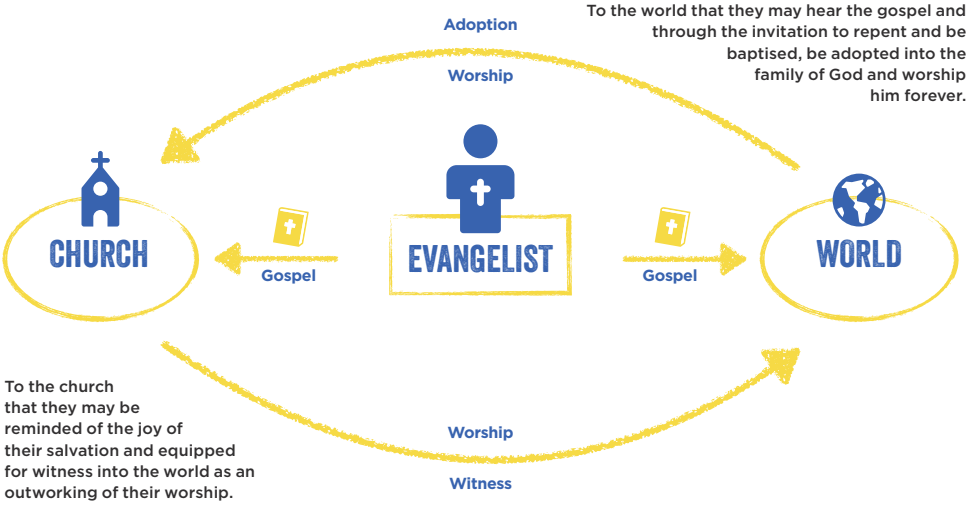 To the world that they may hear the gospel and
through the invitation to repent and be
baptised, be adopted into the
family of God and worship
him forever.
Adoption
Worship
CHURCH
Gospel
EVANGELIST
Gospel
WORLD
To the church
that they may be
reminded of the joy of
their salvation and equipped
for witness into the world as an
outworking of their worship.
Worship
Witness